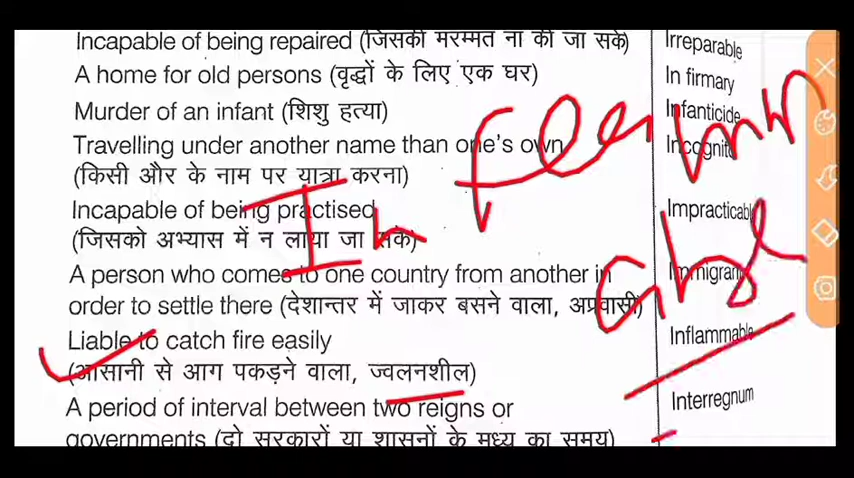 Incapable of being repaired (जिसकी मरम्मत ना की जा सके) Irreparable
A home for old persons (वृद्धों के लिए एक घर) In firmary
Murder of an infant (शिशु हत्या) Infanticide
Travelling under another name than one's own Incognito
(किसी और के नाम पर यात्रा करना)
Incapable of being practised Impracticable
(जिसको अभ्यास में न लाया जा सके)
A person who comes to one country from another in Immigrant
order to settle there (देशान्तर में जाकर बसने वाला, अप्रवासी)
Liable to catch fire easily Inflammable
(आसानी से आग पकड़ने वाला, ज्वलनशील)
A period of interval between two reigns or Interregnum
governments (दो सरकारों या शासनों के मध्य का समय)